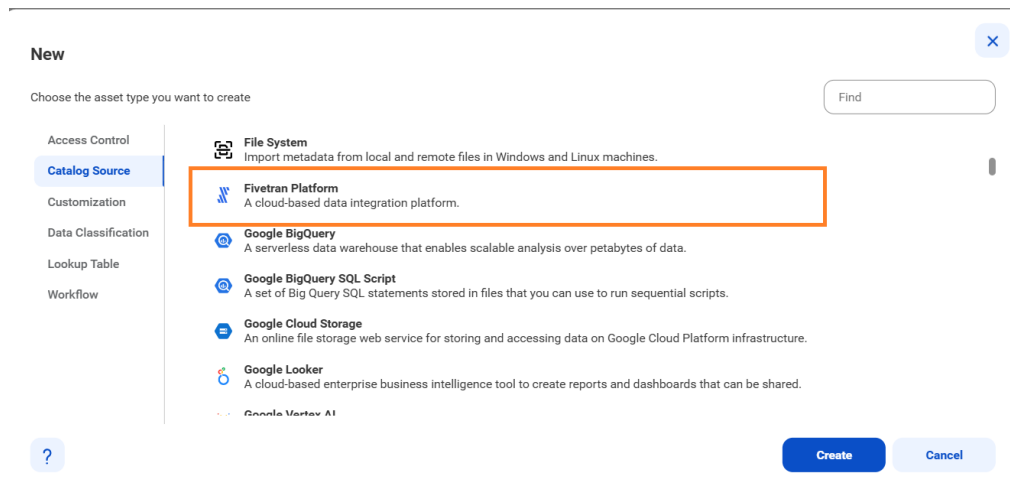 New
Choose the asset type you want to create
Find
Access Control
Catalog Source
Customization
Data Classification
Lookup Table
Workflow
File System
Import metadata from local and remote files in Windows and Linux machines.
Fivetran Platform
A cloud-based data integration platform.
Google BigQuery
A serverless data warehouse that enables scalable analysis over petabytes of data.
Google BigQuery SQL Script
A set of Big Query SQL statements stored in files that you can use to run sequential scripts.
Google Cloud Storage
An online file storage web service for storing and accessing data on Google Cloud Platform infrastructure.
Google Looker
A cloud-based enterprise business intelligence tool to create reports and dashboards that can be shared.
Google Vertex AI
?
Create
Cancel